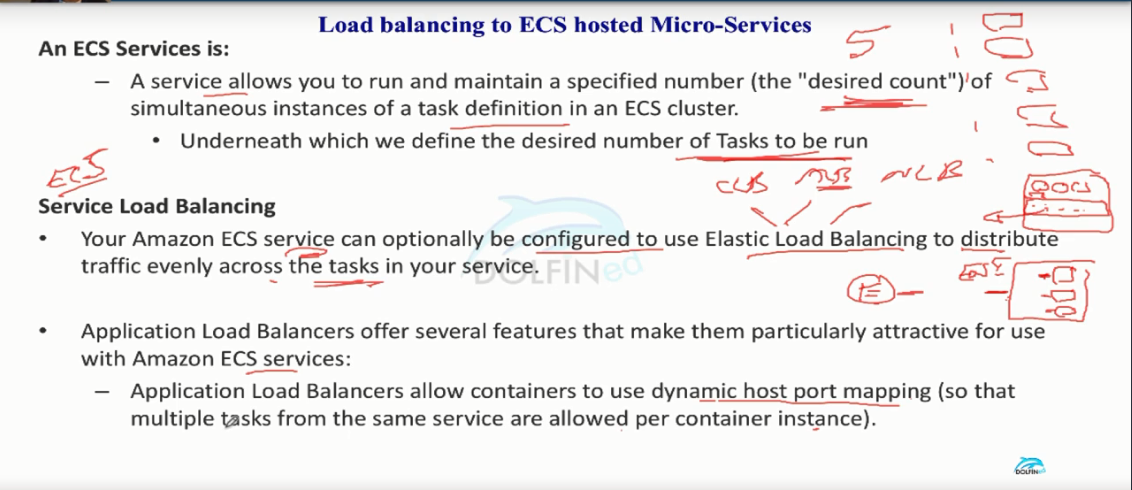 Load balancing to ECS hosted Micro-Services
An ECS Services is:
5
– A service allows you to run and maintain a specified number (the "desired count") of
simultaneous instances of a task definition in an ECS cluster.
• Underneath which we define the desired number of Tasks to be run
ECS
CLB ALB NLB
Service Load Balancing
• Your Amazon ECS service can optionally be configured to use Elastic Load Balancing to distribute
traffic evenly across the tasks in your service.
DOLFINed
• Application Load Balancers offer several features that make them particularly attractive for use
with Amazon ECS services:
– Application Load Balancers allow containers to use dynamic host port mapping (so that
multiple tasks from the same service are allowed per container instance).
DOLFINed